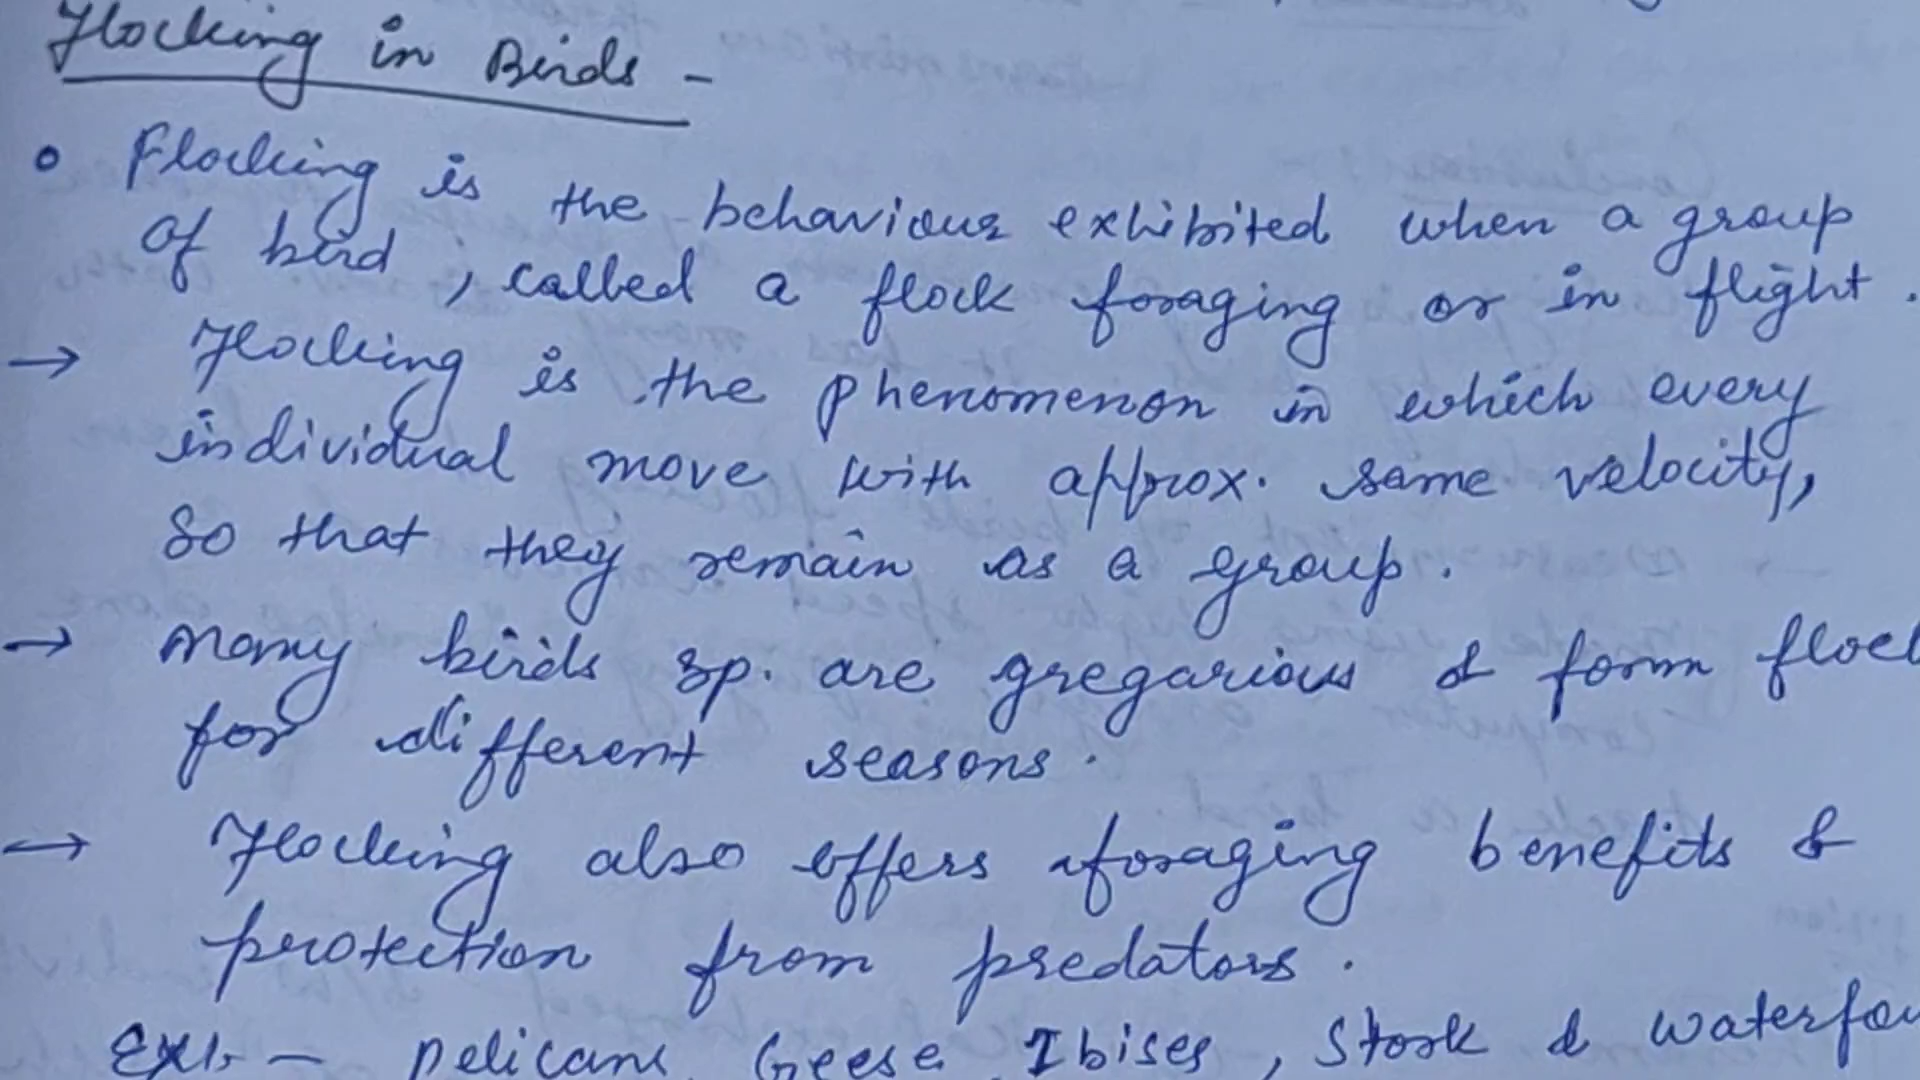 Flocking in Birds -
• Flocking is the behaviour exhibited when a group
of bird, called a flock foraging or in flight.
→ Flocking is the phenomenon in which every
individual move with approx. same velocity,
So that they remain as a group.
→ Many birds sp. are gregarious & form floc
for different seasons.
→ Flocking also offers foraging benefits &
protection from predators.
Ex:- Pelicans, Geese, Ibises, Stork & waterfow